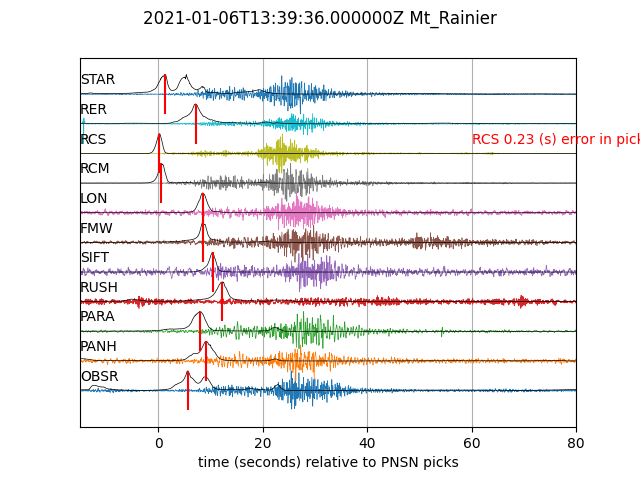 2021-01-06T13:39:36.000000Z Mt_Rainier
STAR
RER
RCS
RCS 0.23 (s) error in pick
RCM
LON
FMW
SIFT
RUSH
PARA
PANH
OBSR
0 20 40 60 80
time (seconds) relative to PNSN picks